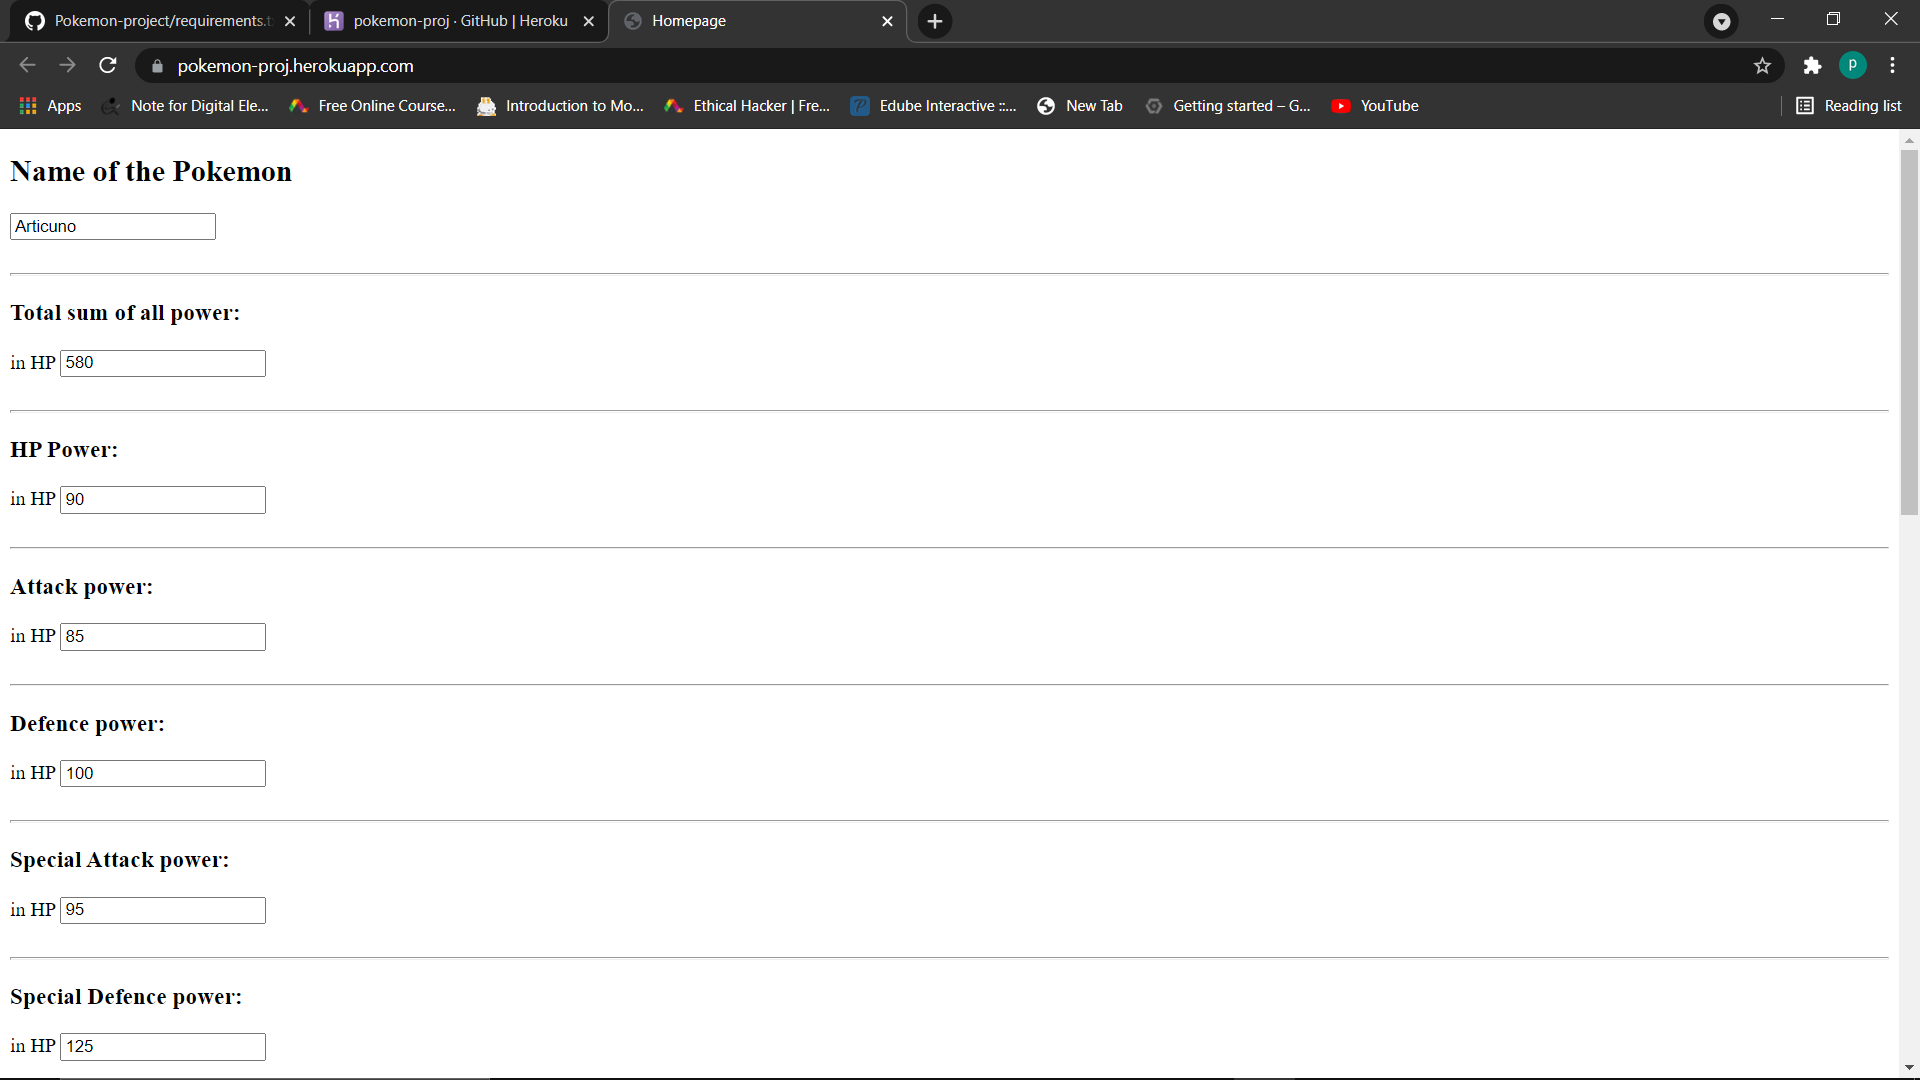 Pokemon-project/requirements.t
pokemon-proj · GitHub | Heroku
Homepage
pokemon-proj.herokuapp.com
P
Apps
Note for Digital Ele...
Free Online Course...
Introduction to Mo...
Ethical Hacker | Fre...
Edube Interactive ::...
New Tab
Getting started – G...
YouTube
Reading list
Name of the Pokemon
Articuno
Total sum of all power:
in HP 580
HP Power:
in HP 90
Attack power:
in HP 85
Defence power:
in HP 100
Special Attack power:
in HP 95
Special Defence power:
in HP 125